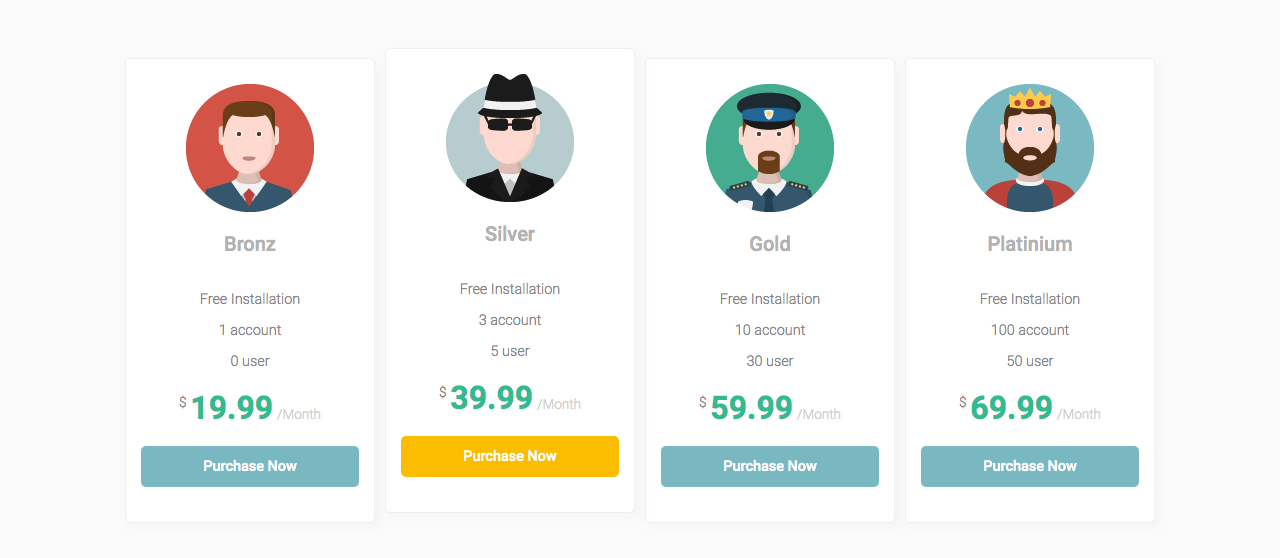 Bronz
Free Installation
1 account
0 user
$ 19.99 /Month
Purchase Now
Silver
Free Installation
3 account
5 user
$ 39.99 /Month
Purchase Now
Gold
Free Installation
10 account
30 user
$ 59.99 /Month
Purchase Now
Platinium
Free Installation
100 account
50 user
$ 69.99 /Month
Purchase Now